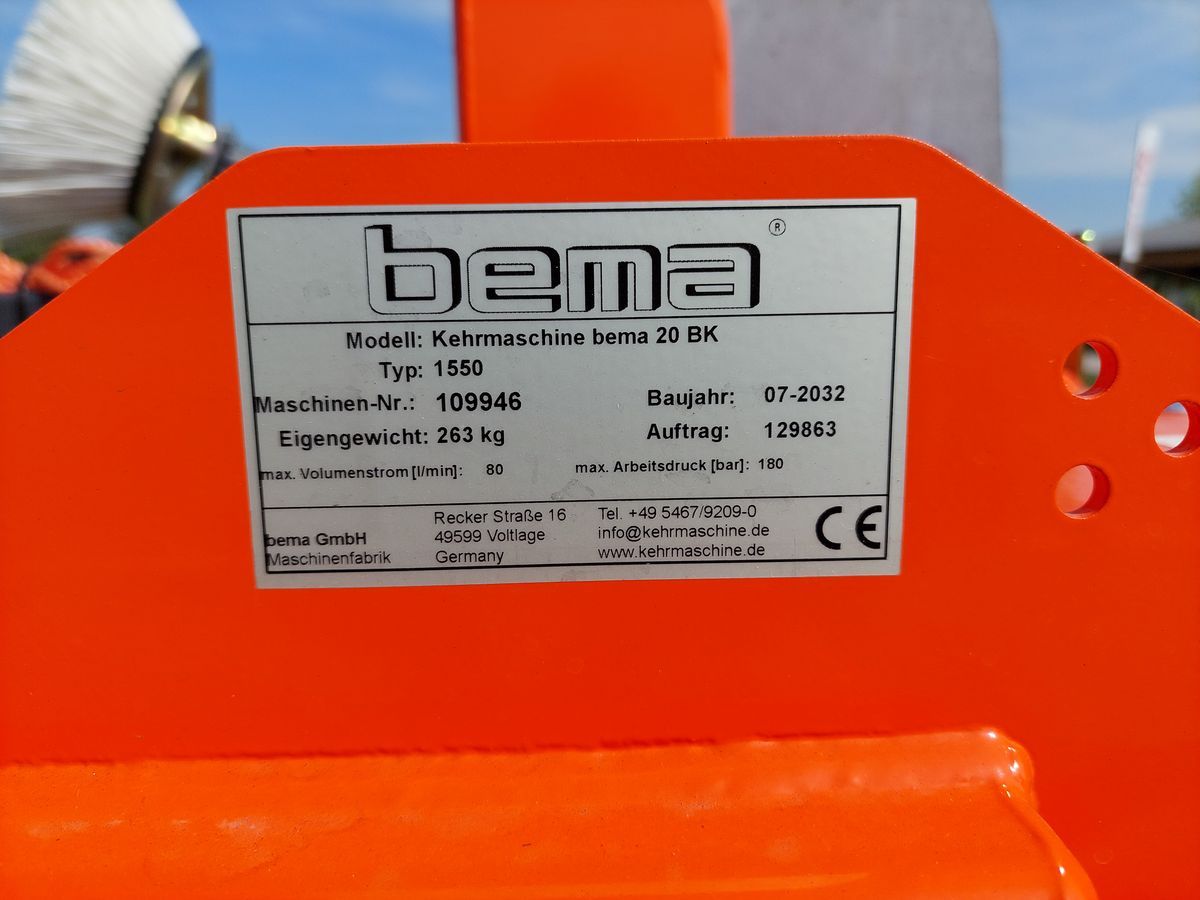 bema ®
Modell: Kehrmaschine bema 20 BK
Typ: 1550
Maschinen-Nr.: 109946 Baujahr: 07-2032
Eigengewicht: 263 kg Auftrag: 129863
max. Volumenstrom [l/min]: 80 max. Arbeitsdruck [bar]: 180
bema GmbH
Maschinenfabrik
Recker Straße 16
49599 Voltlage
Germany
Tel. +49 5467/9209-0
info@kehrmaschine.de
www.kehrmaschine.de
CE